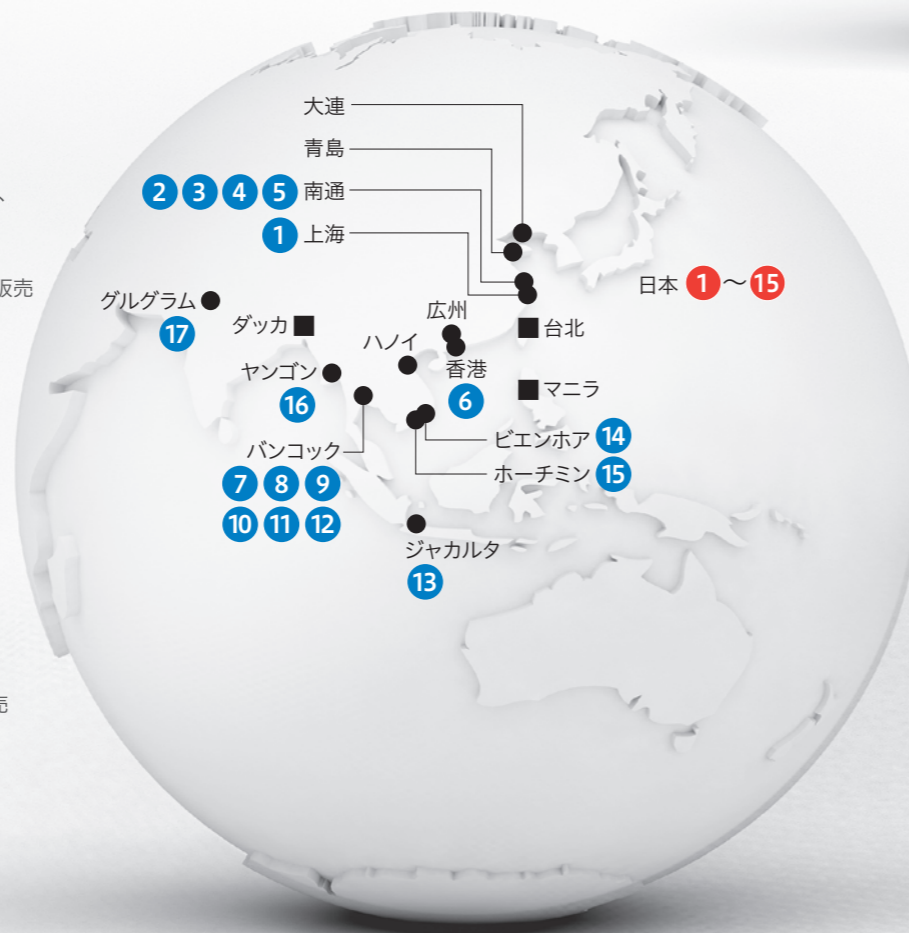 大連
青島
2 3 4 5 南通
1 上海
、
販売
日本 1～15
グルグラム
17
ダッカ
広州
台北
ハノイ
ヤンゴン
16
香港
6
マニラ
ビエンホア 14
バンコック
ホーチミン 15
7 8 9
10 11 12
ジャカルタ
13
売